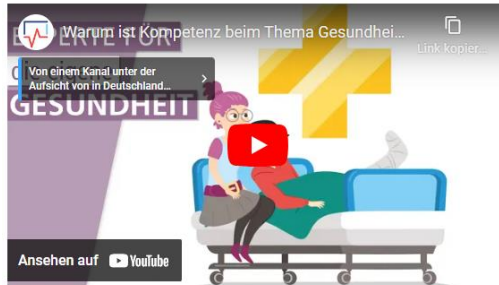 Warum ist Kompetenz beim Thema Gesundhei...
Link kopier...
Von einem Kanal unter der
Aufsicht von in Deutschland...
GESUNDHEIT
Ansehen auf YouTube